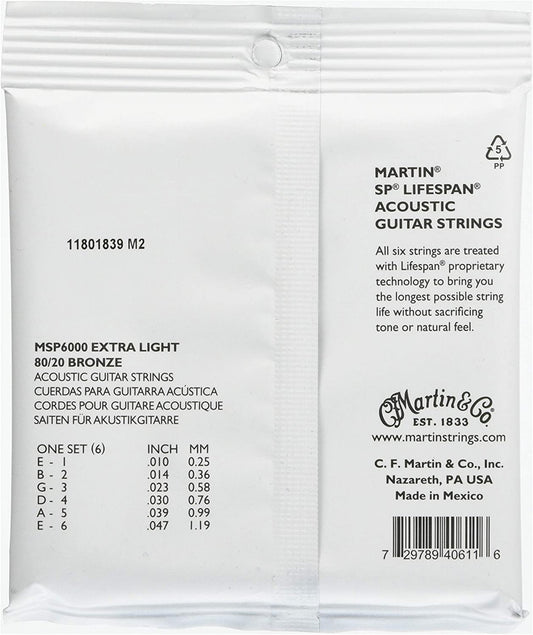 5
PP
MARTIN®
SP® LIFESPAN®
ACOUSTIC
GUITAR STRINGS
All six strings are treated
with Lifespan® proprietary
technology to bring you
the longest possible string
life without sacrificing
tone or natural feel.
11801839 M2
MSP6000 EXTRA LIGHT
80/20 BRONZE
ACOUSTIC GUITAR STRINGS
CUERDAS PARA GUITARRA ACÚSTICA
CORDES POUR GUITARE ACOUSTIQUE
SAITEN FÜR AKUSTIKGITARRE
ONE SET (6) INCH MM
E - 1 .010 0.25
B - 2 .014 0.36
G - 3 .023 0.58
D - 4 .030 0.76
A - 5 .039 0.99
E - 6 .047 1.19
CF Martin & Co.
EST. 1833
www.martinstrings.com
C. F. Martin & Co., Inc.
Nazareth, PA USA
Made in Mexico
7 29789 40611 6